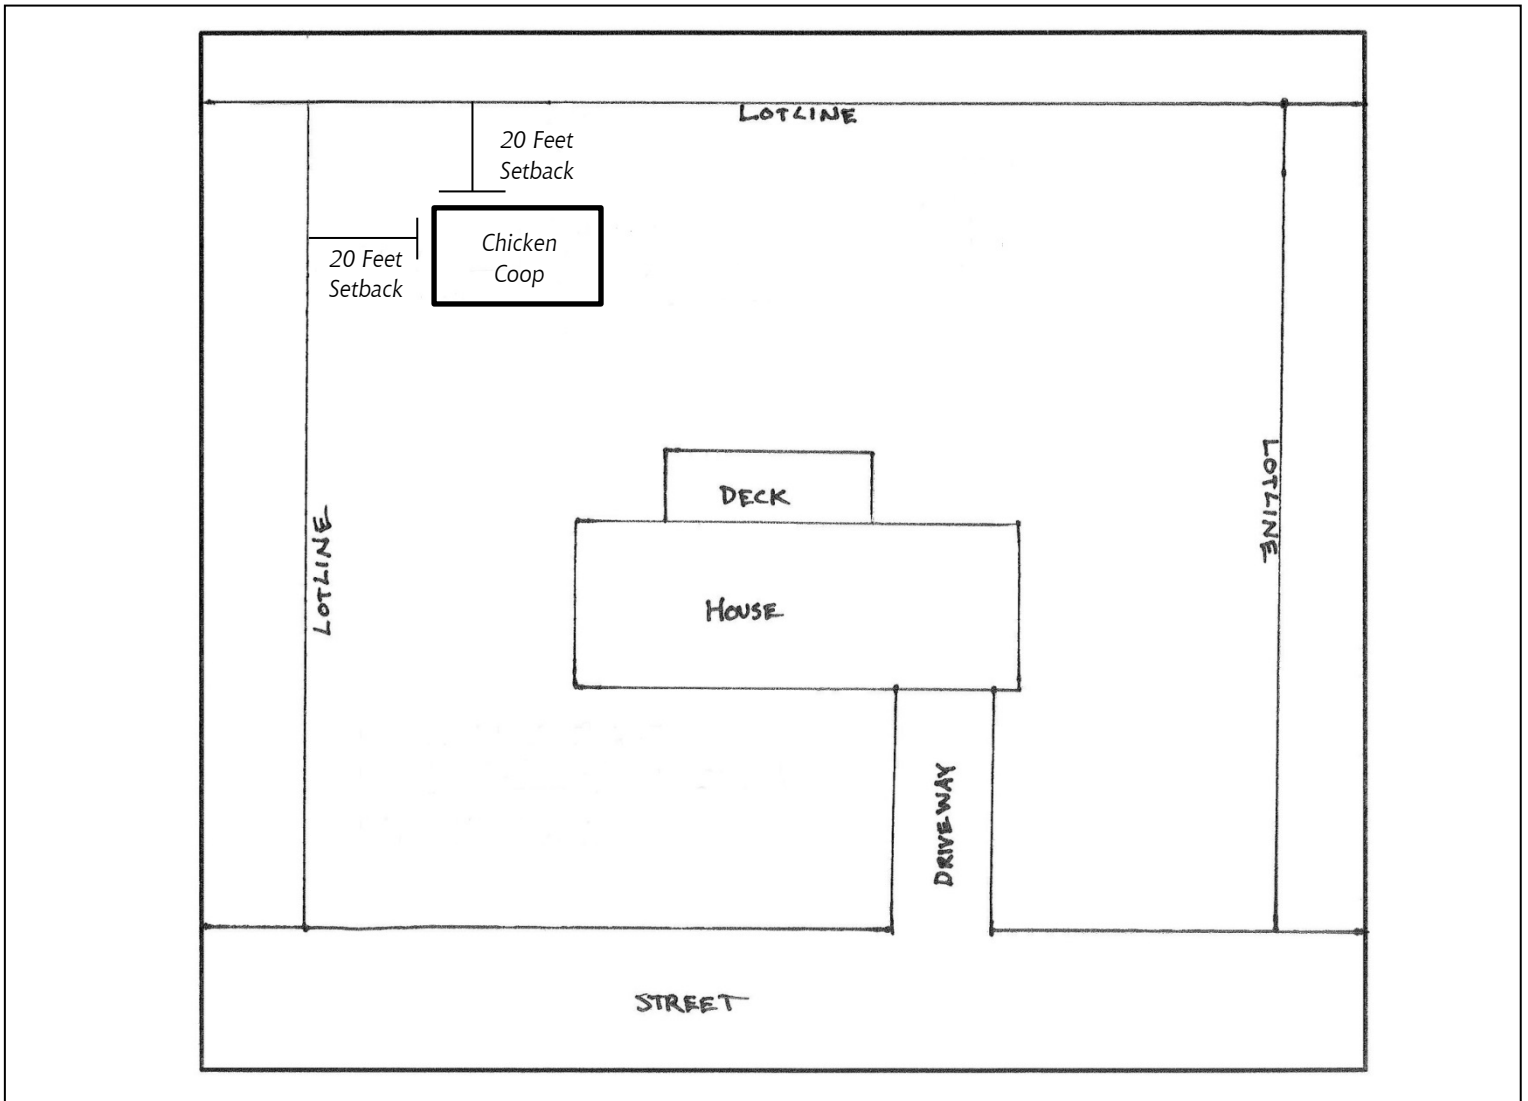 LOTLINE
20 Feet
Setback
Chicken
Coop
20 Feet
Setback
LOTLINE
DECK
LOTLINE
HOUSE
DRIVEWAY
STREET